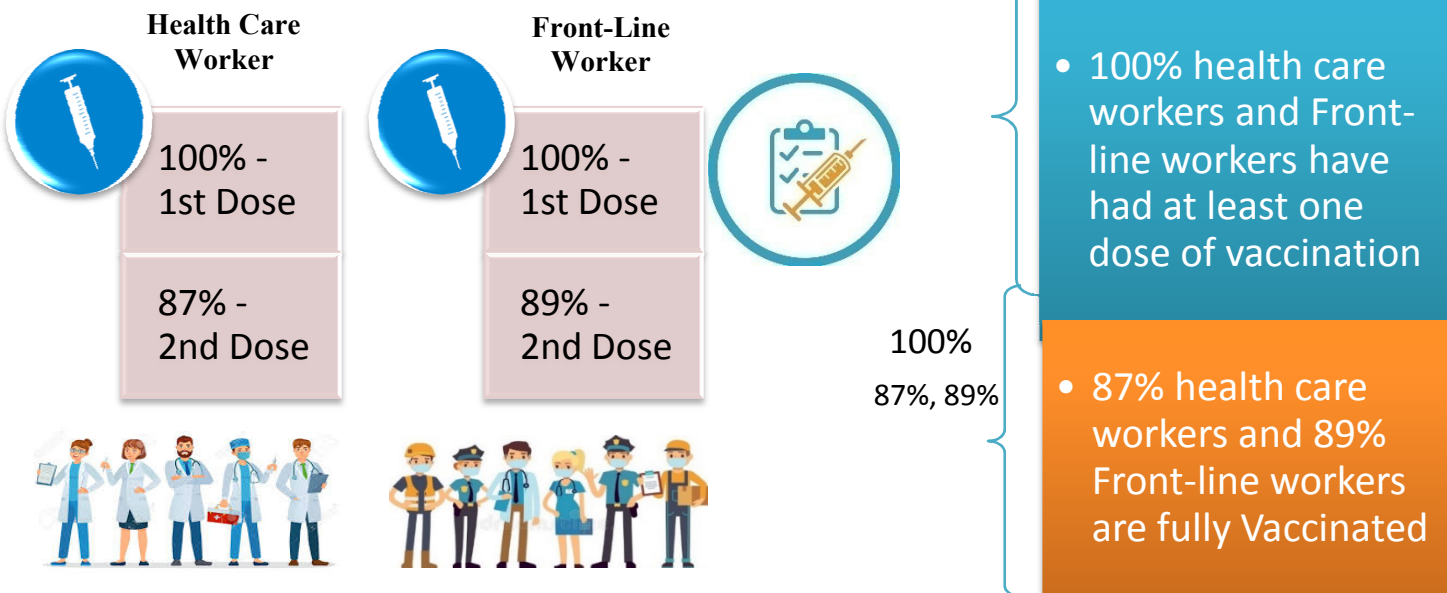 Health Care
Worker
100% -
1st Dose
87% -
2nd Dose
Front-Line
Worker
100% -
1st Dose
89% -
2nd Dose
100%
87%, 89%
• 100% health care
workers and Front-
line workers have
had at least one
dose of vaccination
• 87% health care
workers and 89%
Front-line workers
are fully Vaccinated